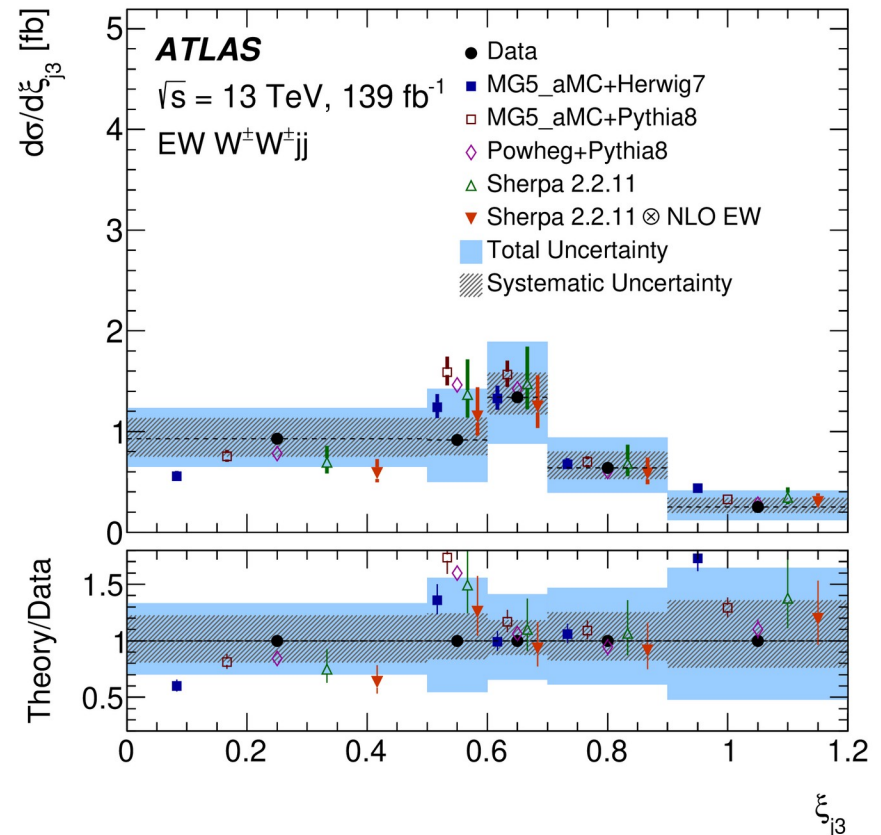 dσ/dξ_j3 [fb]
ATLAS
√s = 13 TeV, 139 fb⁻¹
EW W±W±jj
Data
MG5_aMC+Herwig7
MG5_aMC+Pythia8
Powheg+Pythia8
Sherpa 2.2.11
Sherpa 2.2.11 ⊗ NLO EW
Total Uncertainty
Systematic Uncertainty
5
4
3
2
1
0
Theory/Data
1.5
1
0.5
0 0.2 0.4 0.6 0.8 1 1.2
ξ_j3